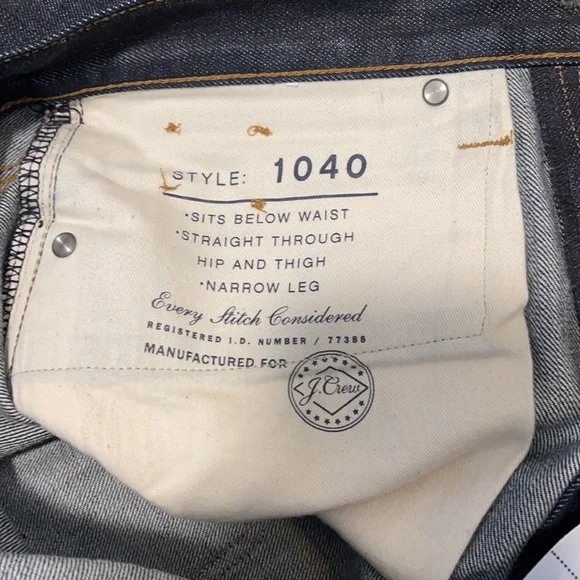 STYLE: 1040
•SITS BELOW WAIST
•STRAIGHT THROUGH
HIP AND THIGH
•NARROW LEG
Every Stitch Considered
REGISTERED I.D. NUMBER / 77388
MANUFACTURED FOR
J.Crew